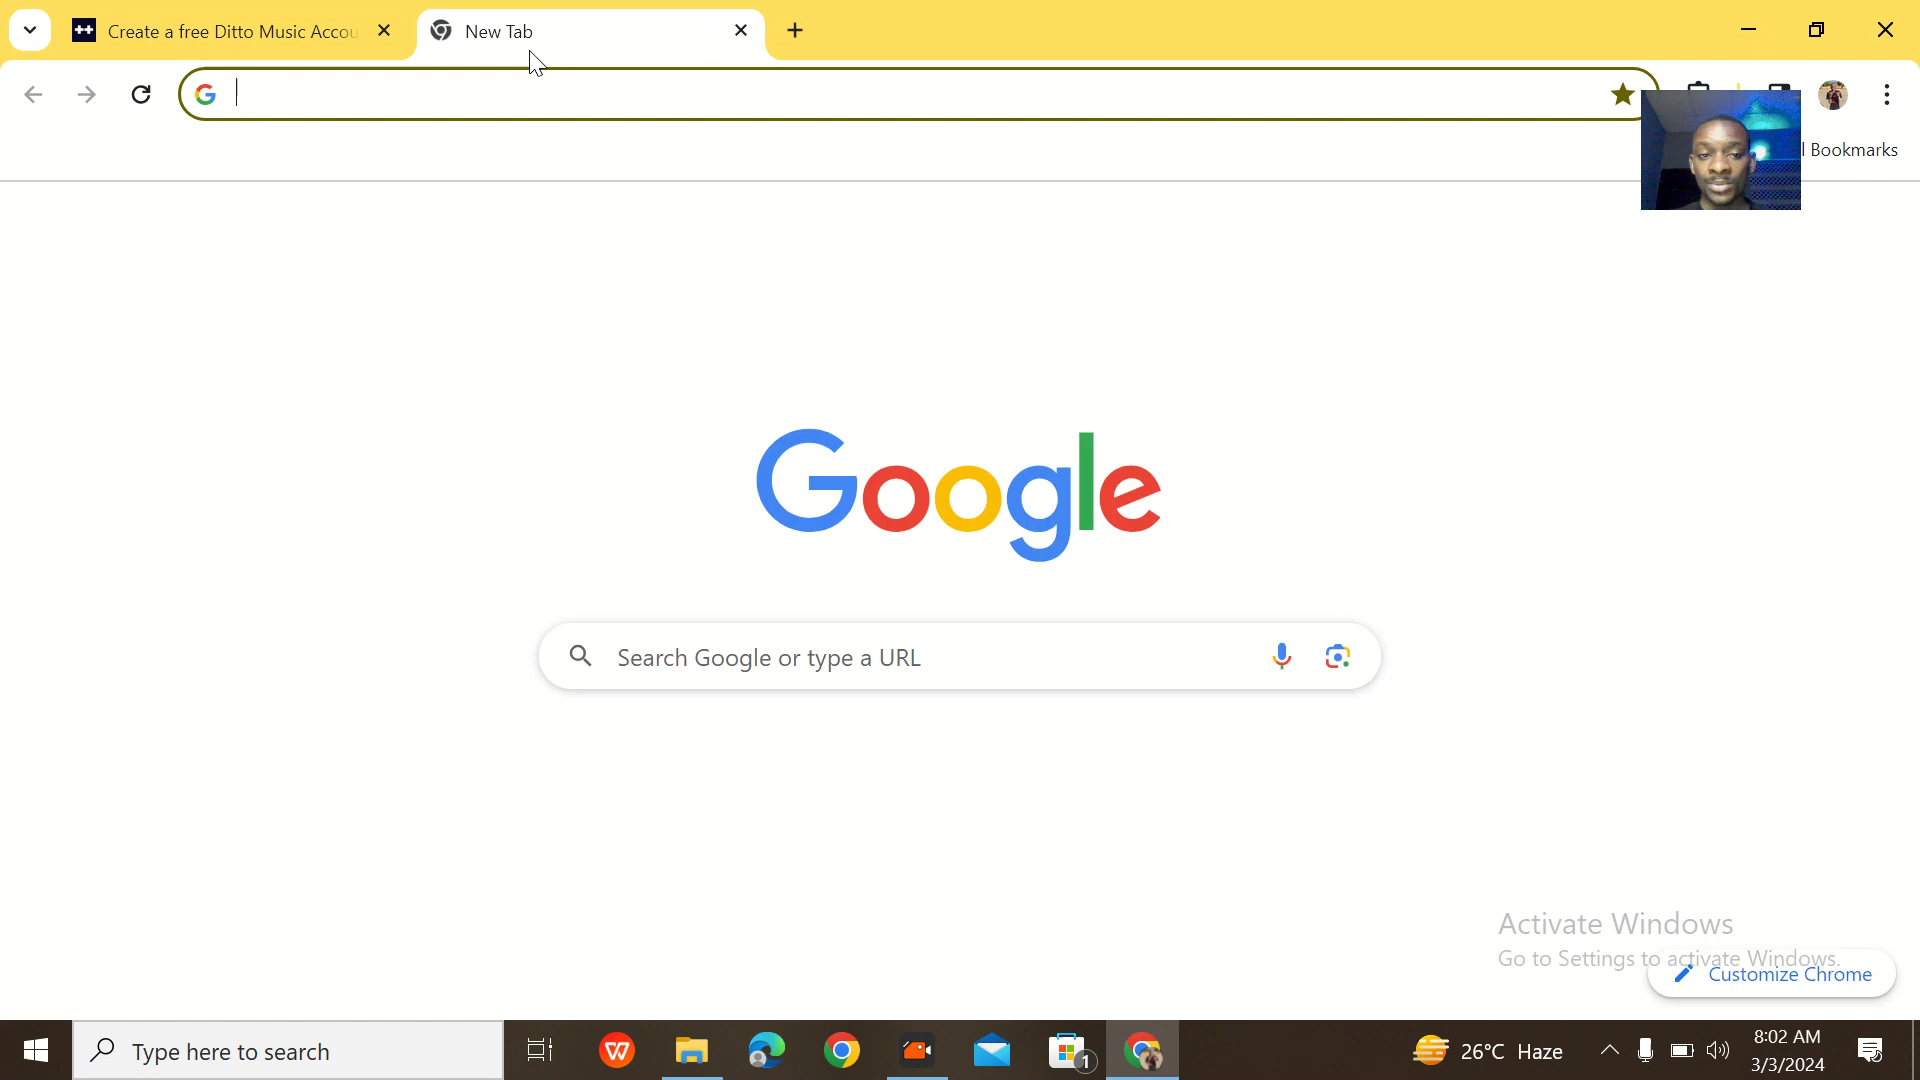 Create a free Ditto Music Accou
New Tab
l Bookmarks
Google
Search Google or type a URL
Activate Windows
Go to Settings to activate Windows.
Customize Chrome
Type here to search
1
26°C Haze
8:02 AM
3/3/2024